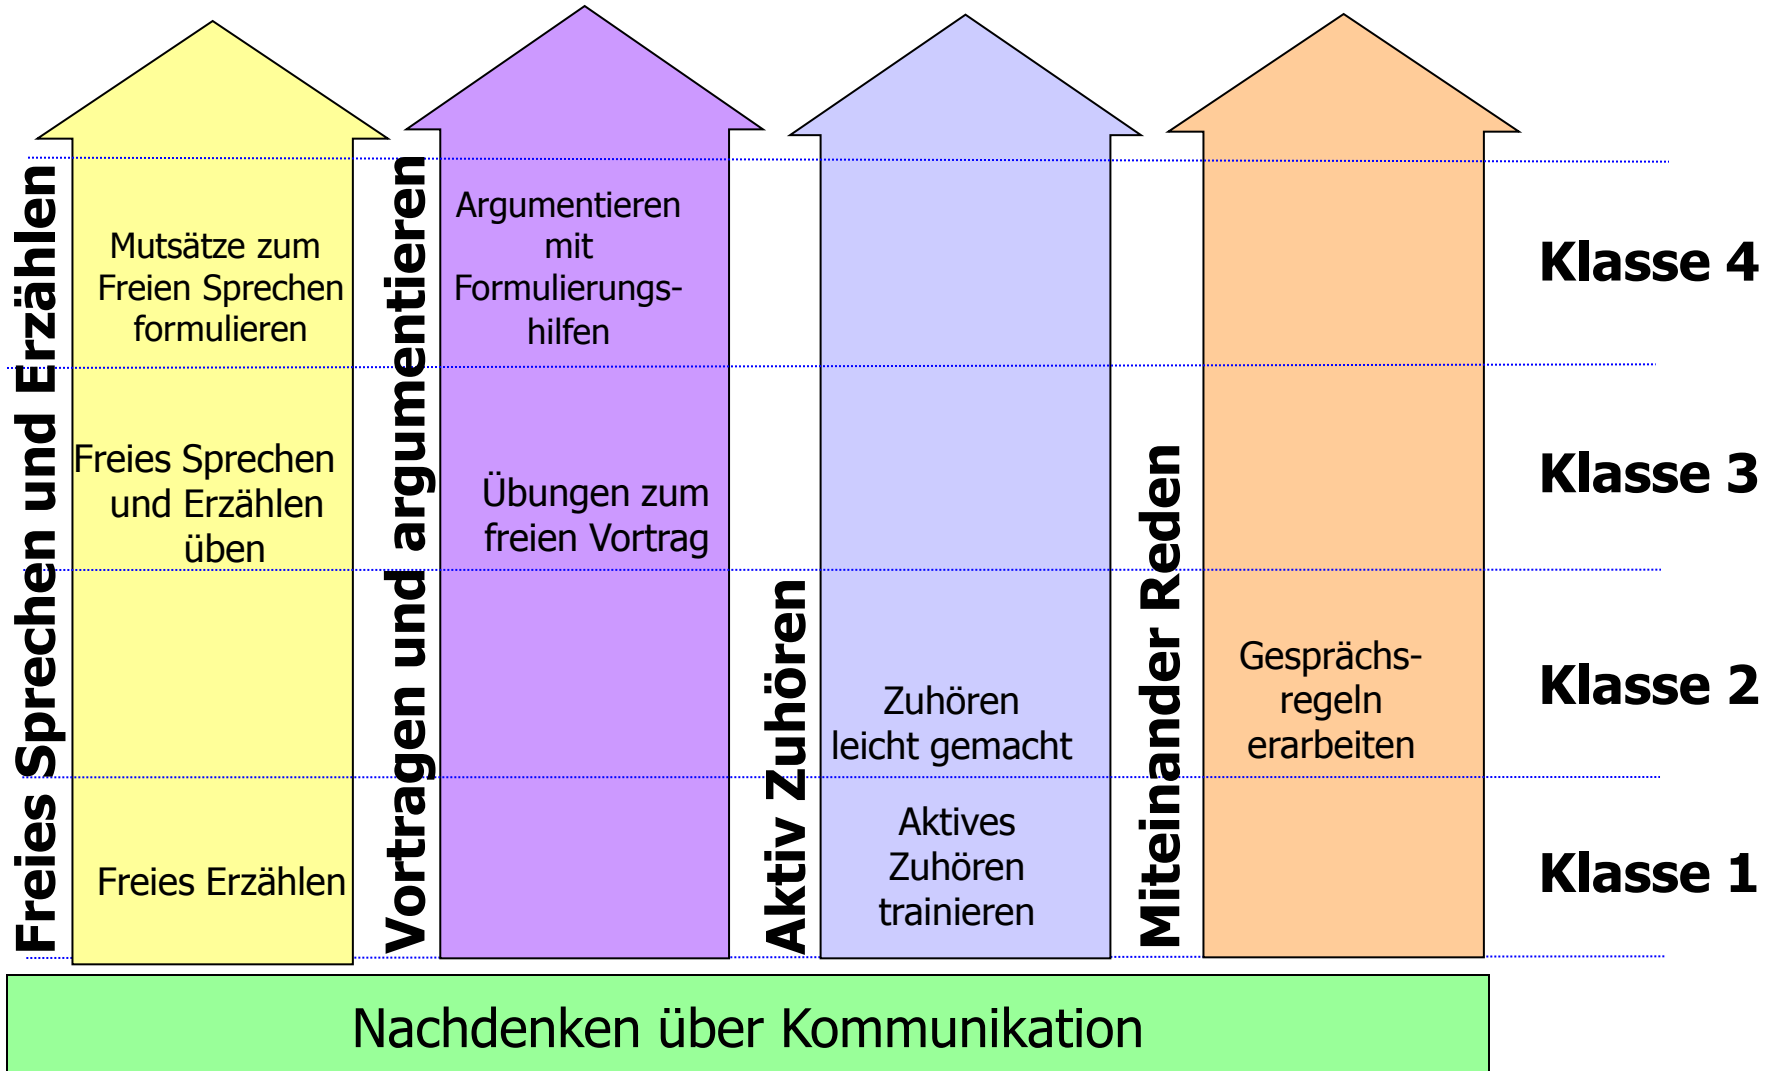 Freies Sprechen und Erzählen
Mutsätze zum
Freien Sprechen
formulieren
Freies Sprechen
und Erzählen
üben
Freies Erzählen
Vortragen und argumentieren
Argumentieren
mit
Formulierungs-
hilfen
Übungen zum
freien Vortrag
Aktiv Zuhören
Zuhören
leicht gemacht
Aktives
Zuhören
trainieren
Miteinander Reden
Gesprächs-
regeln
erarbeiten
Klasse 4
Klasse 3
Klasse 2
Klasse 1
Nachdenken über Kommunikation